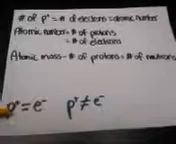 # of p⁺ = # of electrons = atomic number
Atomic number = # of protons
= # of electrons
Atomic mass - # of protons = # of neutrons
p⁺ = e⁻ p⁺ ≠ e⁻